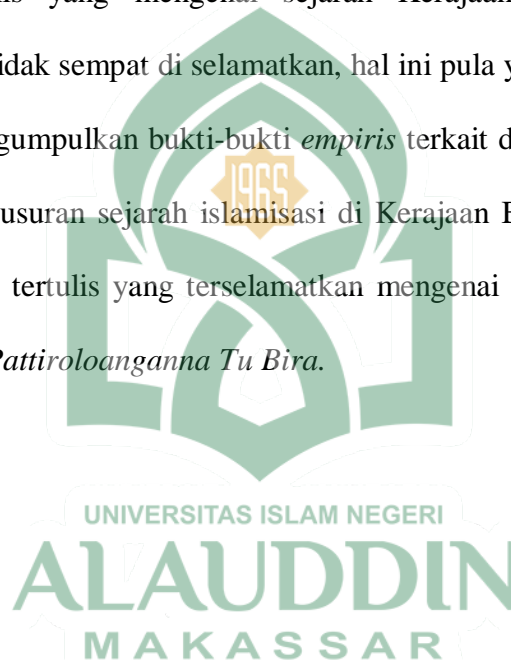 yang mengenai sejarah Kerajaan
idak sempat di selamatkan, hal ini pula y
gumpulkan bukti-bukti empiris terkait d
usuran sejarah islamisasi di Kerajaan
tertulis yang terselamatkan mengenai
Pattiroloanganna Tu Bira.
1965
UNIVERSITAS ISLAM NEGERI
ALAUDDIN
MAKASSAR